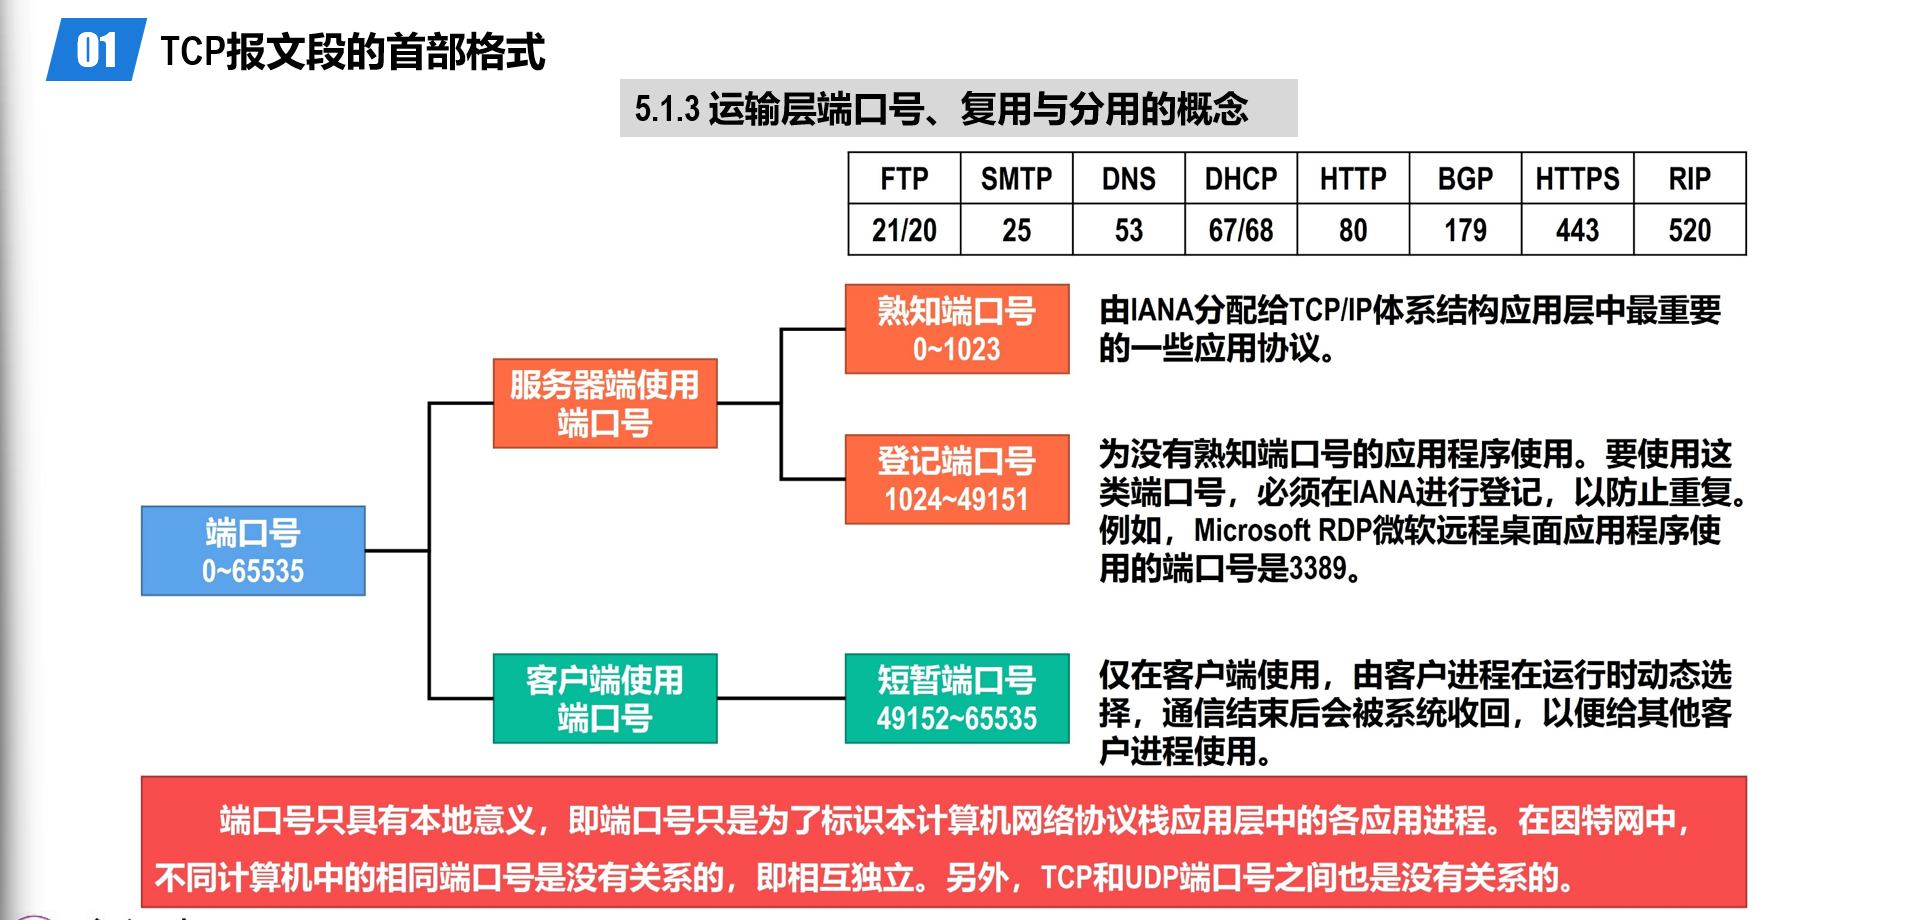 01 TCP报文段的首部格式
5.1.3 运输层端口号、复用与分用的概念
FTP SMTP DNS DHCP HTTP BGP HTTPS RIP
21/20 25 53 67/68 80 179 443 520
熟知端口号
0~1023
由IANA分配给TCP/IP体系结构应用层中最重要
的一些应用协议。
服务器端使用
端口号
登记端口号
1024~49151
为没有熟知端口号的应用程序使用。要使用这
类端口号，必须在IANA进行登记，以防止重复。
例如，Microsoft RDP微软远程桌面应用程序使
用的端口号是3389。
端口号
0~65535
客户端使用
端口号
短暂端口号
49152~65535
仅在客户端使用，由客户进程在运行时动态选
择，通信结束后会被系统收回，以便给其他客
户进程使用。
端口号只具有本地意义，即端口号只是为了标识本计算机网络协议栈应用层中的各应用进程。在因特网中，
不同计算机中的相同端口号是没有关系的，即相互独立。另外，TCP和UDP端口号之间也是没有关系的。